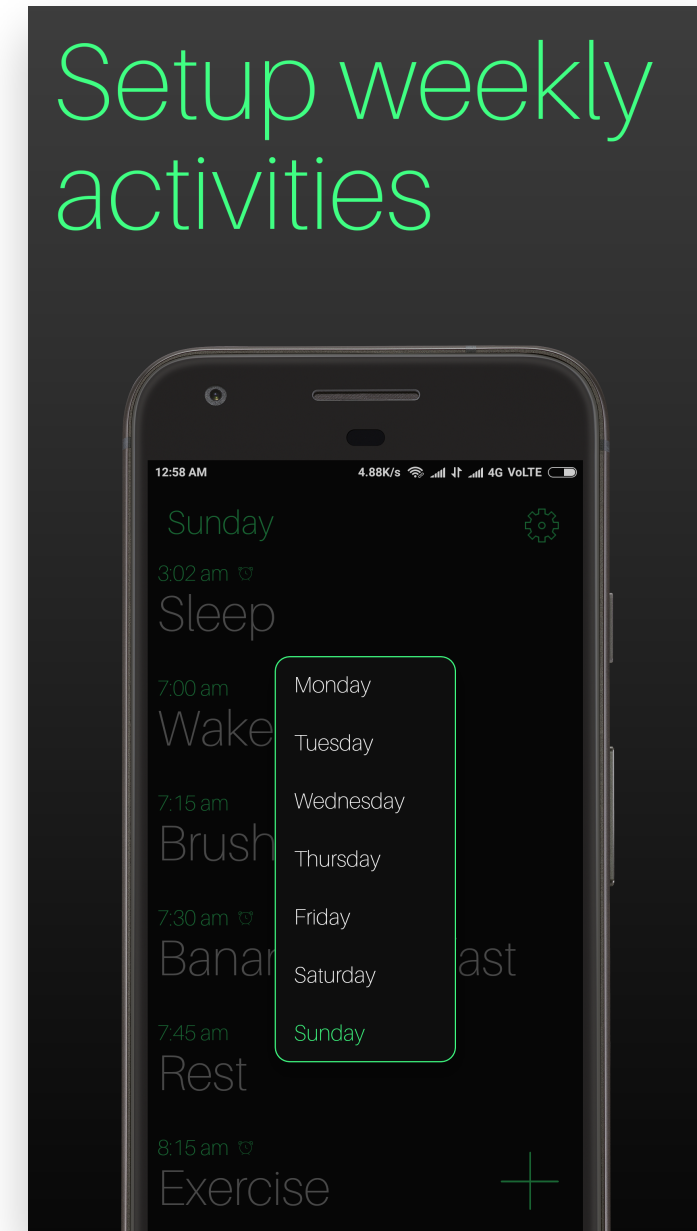 Setup weekly
activities
12:58 AM 4.88K/s 4G VoLTE
Sunday
3:02 am
Sleep
7:00 am
Wake
7:15 am
Brush
7:30 am
7:45 am
Rest
8:15 am
Exercise
Monday
Tuesday
Wednesday
Thursday
Friday
Saturday
Sunday